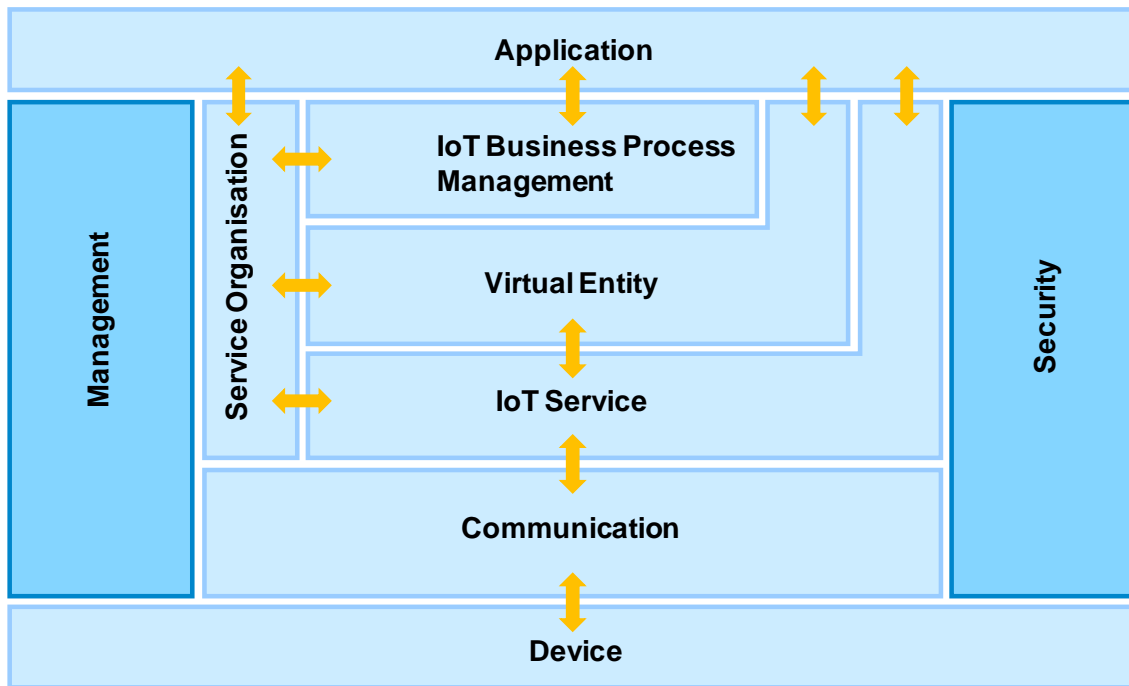 Application
IoT Business Process
Management
Management
Service Organisation
Virtual Entity
Security
IoT Service
Communication
Device